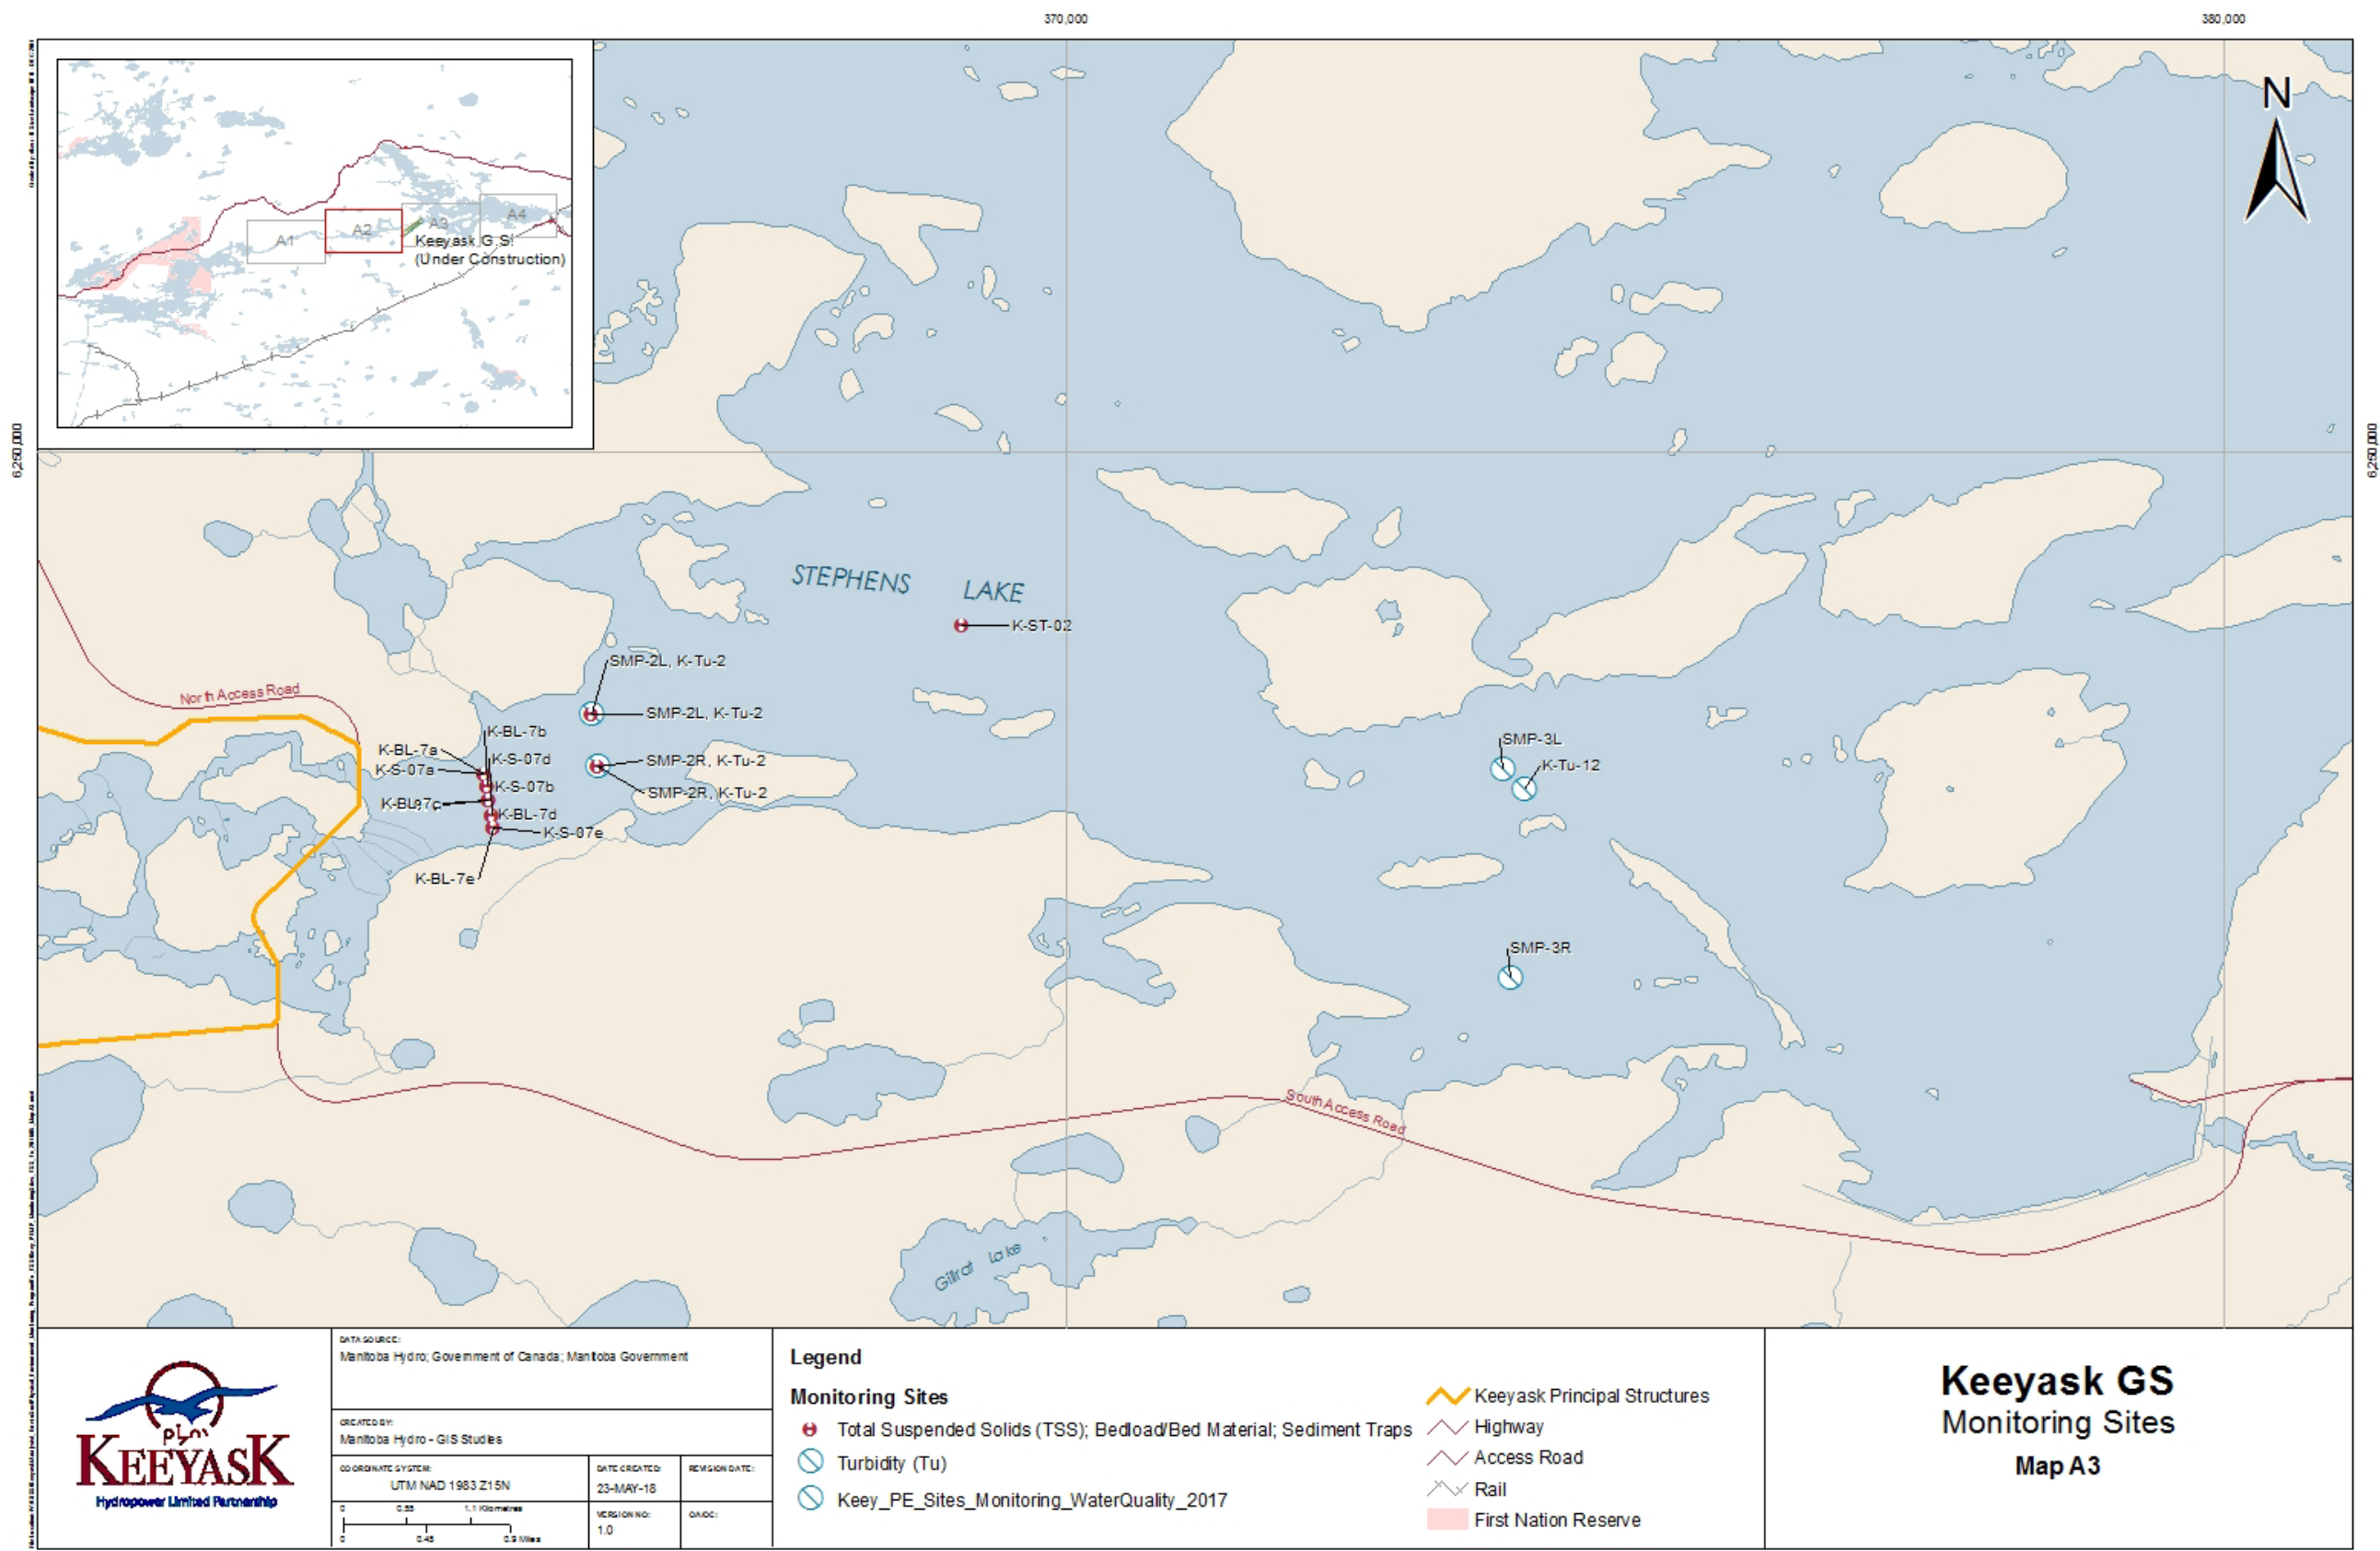 370,000
380,000
6,250,000
6,250,000
N
A1
A2
A3
A4
Keeyask G.S.
(Under Construction)
STEPHENS LAKE
K-ST-02
SMP-2L, K-Tu-2
SMP-2L, K-Tu-2
North Access Road
K-BL-7b
K-BL-7a
K-S-07d
K-S-07a
K-S-07b
K-BL-7d
K-S-07e
K-BL-7e
SMP-2R, K-Tu-2
SMP-2R, K-Tu-2
SMP-3L
K-Tu-12
SMP-3R
South Access Road
Gillrat Lake
KEEYASK
Hydropower Limited Partnership
DATA SOURCE:
Manitoba Hydro; Government of Canada; Manitoba Government
CREATED BY:
Manitoba Hydro - GIS Studies
COORDINATE SYSTEM:
UTM NAD 1983 Z15N
DATE CREATED:
23-MAY-18
REVISION DATE:
0 0.55 1.1 Kilometres
0 0.45 0.9 Miles
VERSION NO:
1.0
QA/QC:
Legend
Monitoring Sites
Total Suspended Solids (TSS); Bedload/Bed Material; Sediment Traps
Turbidity (Tu)
Keey_PE_Sites_Monitoring_WaterQuality_2017
Keeyask Principal Structures
Highway
Access Road
Rail
First Nation Reserve
Keeyask GS
Monitoring Sites
Map A3